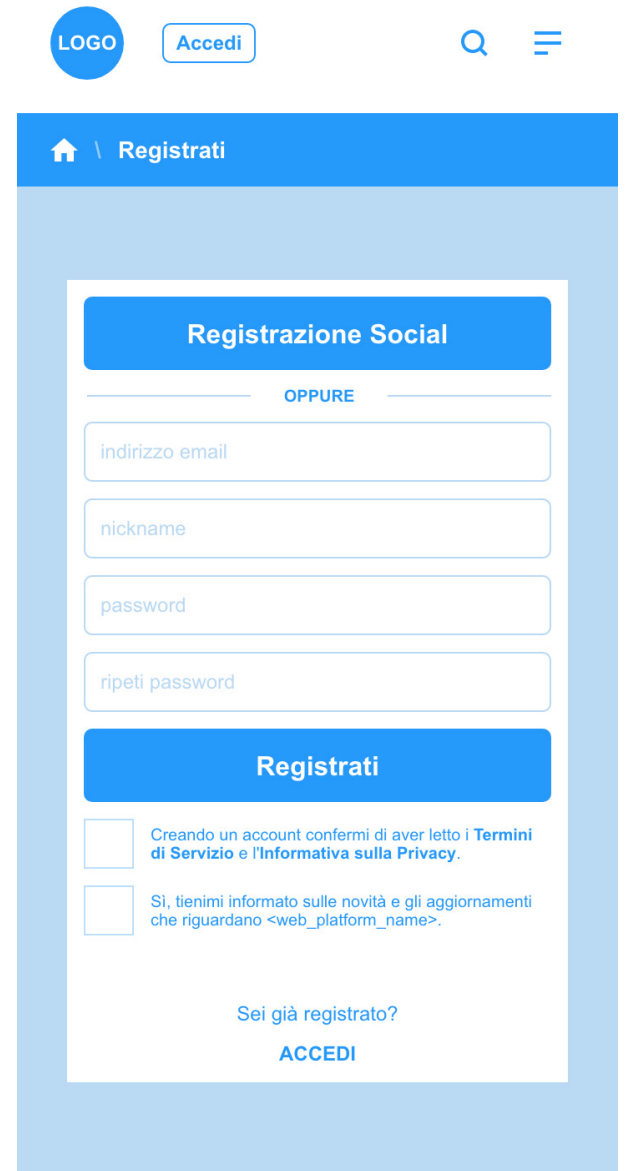 LOGO
Accedi
\ Registrati
Registrazione Social
OPPURE
indirizzo email
nickname
password
ripeti password
Registrati
Creando un account confermi di aver letto i Termini
di Servizio e l'Informativa sulla Privacy.
Sì, tienimi informato sulle novità e gli aggiornamenti
che riguardano <web_platform_name>.
Sei già registrato?
ACCEDI